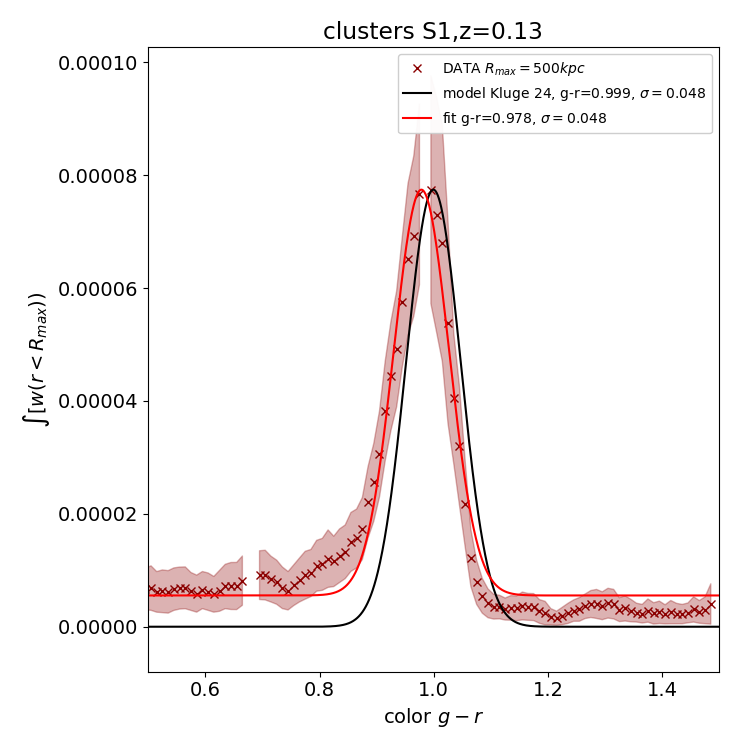 clusters S1,z=0.13
DATA $R_{max} = 500kpc$
model Kluge 24, g-r=0.999, $\sigma = 0.048$
fit g-r=0.978, $\sigma = 0.048$
0.00010
0.00008
0.00006
0.00004
0.00002
0.00000
$\int [w(r < R_{max}))$
0.6 0.8 1.0 1.2 1.4
color $g - r$